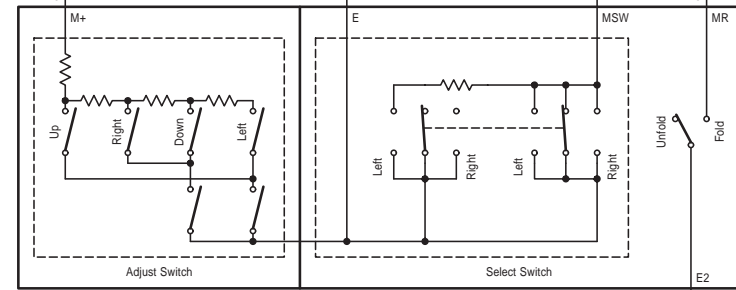 M+
E
MSW
MR
Up
Right
Down
Left
Left
Right
Left
Right
Unfold
Fold
Adjust Switch
Select Switch
E2